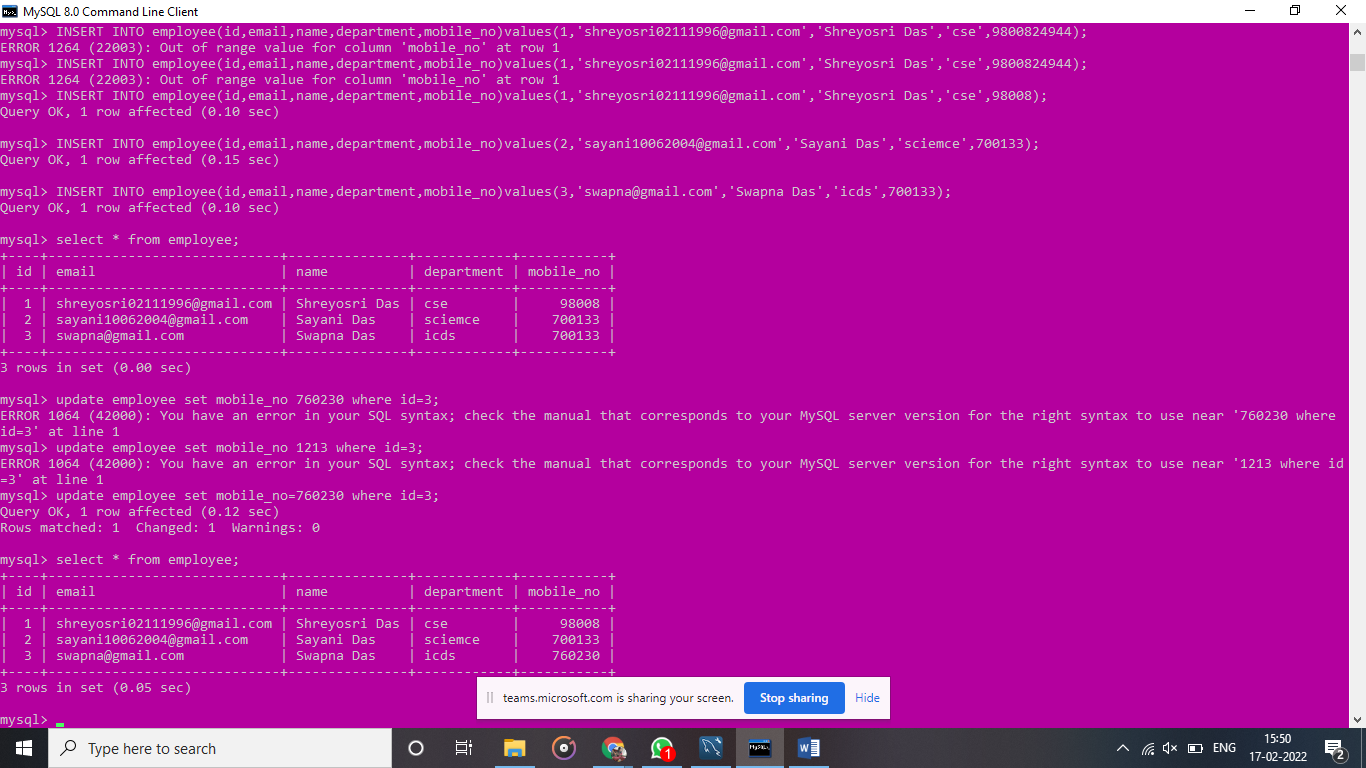 MySQL 8.0 Command Line Client
mysql> INSERT INTO employee(id,email,name,department,mobile_no)values(1,'shreyosri02111996@gmail.com','Shreyosri Das','cse',9800824944);
ERROR 1264 (22003): Out of range value for column 'mobile_no' at row 1
mysql> INSERT INTO employee(id,email,name,department,mobile_no)values(1,'shreyosri02111996@gmail.com','Shreyosri Das','cse',9800824944);
ERROR 1264 (22003): Out of range value for column 'mobile_no' at row 1
mysql> INSERT INTO employee(id,email,name,department,mobile_no)values(1,'shreyosri02111996@gmail.com','Shreyosri Das','cse',98008);
Query OK, 1 row affected (0.10 sec)
mysql> INSERT INTO employee(id,email,name,department,mobile_no)values(2,'sayani10062004@gmail.com','Sayani Das','sciemce',700133);
Query OK, 1 row affected (0.15 sec)
mysql> INSERT INTO employee(id,email,name,department,mobile_no)values(3,'swapna@gmail.com','Swapna Das','icds',700133);
Query OK, 1 row affected (0.10 sec)
mysql> select * from employee;
+----+-----------------------------+---------------+------------+-----------+
| id | email                       | name          | department | mobile_no |
+----+-----------------------------+---------------+------------+-----------+
|  1 | shreyosri02111996@gmail.com | Shreyosri Das | cse        |     98008 |
|  2 | sayani10062004@gmail.com    | Sayani Das    | sciemce    |    700133 |
|  3 | swapna@gmail.com            | Swapna Das    | icds       |    700133 |
+----+-----------------------------+---------------+------------+-----------+
3 rows in set (0.00 sec)
mysql> update employee set mobile_no 760230 where id=3;
ERROR 1064 (42000): You have an error in your SQL syntax; check the manual that corresponds to your MySQL server version for the right syntax to use near '760230 where
id=3' at line 1
mysql> update employee set mobile_no 1213 where id=3;
ERROR 1064 (42000): You have an error in your SQL syntax; check the manual that corresponds to your MySQL server version for the right syntax to use near '1213 where id
=3' at line 1
mysql> update employee set mobile_no=760230 where id=3;
Query OK, 1 row affected (0.12 sec)
Rows matched: 1  Changed: 1  Warnings: 0
mysql> select * from employee;
+----+-----------------------------+---------------+------------+-----------+
| id | email                       | name          | department | mobile_no |
+----+-----------------------------+---------------+------------+-----------+
|  1 | shreyosri02111996@gmail.com | Shreyosri Das | cse        |     98008 |
|  2 | sayani10062004@gmail.com    | Sayani Das    | sciemce    |    700133 |
|  3 | swapna@gmail.com            | Swapna Das    | icds       |    760230 |
+----+-----------------------------+---------------+------------+-----------+
3 rows in set (0.05 sec)
teams.microsoft.com is sharing your screen. Stop sharing Hide
mysql>
Type here to search
1
ENG
15:50
17-02-2022
2